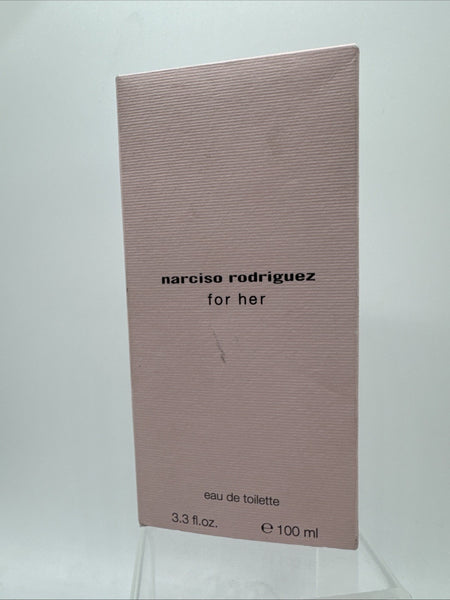 narciso rodriguez
for her
eau de toilette
3.3 fl.oz. ℮ 100 ml